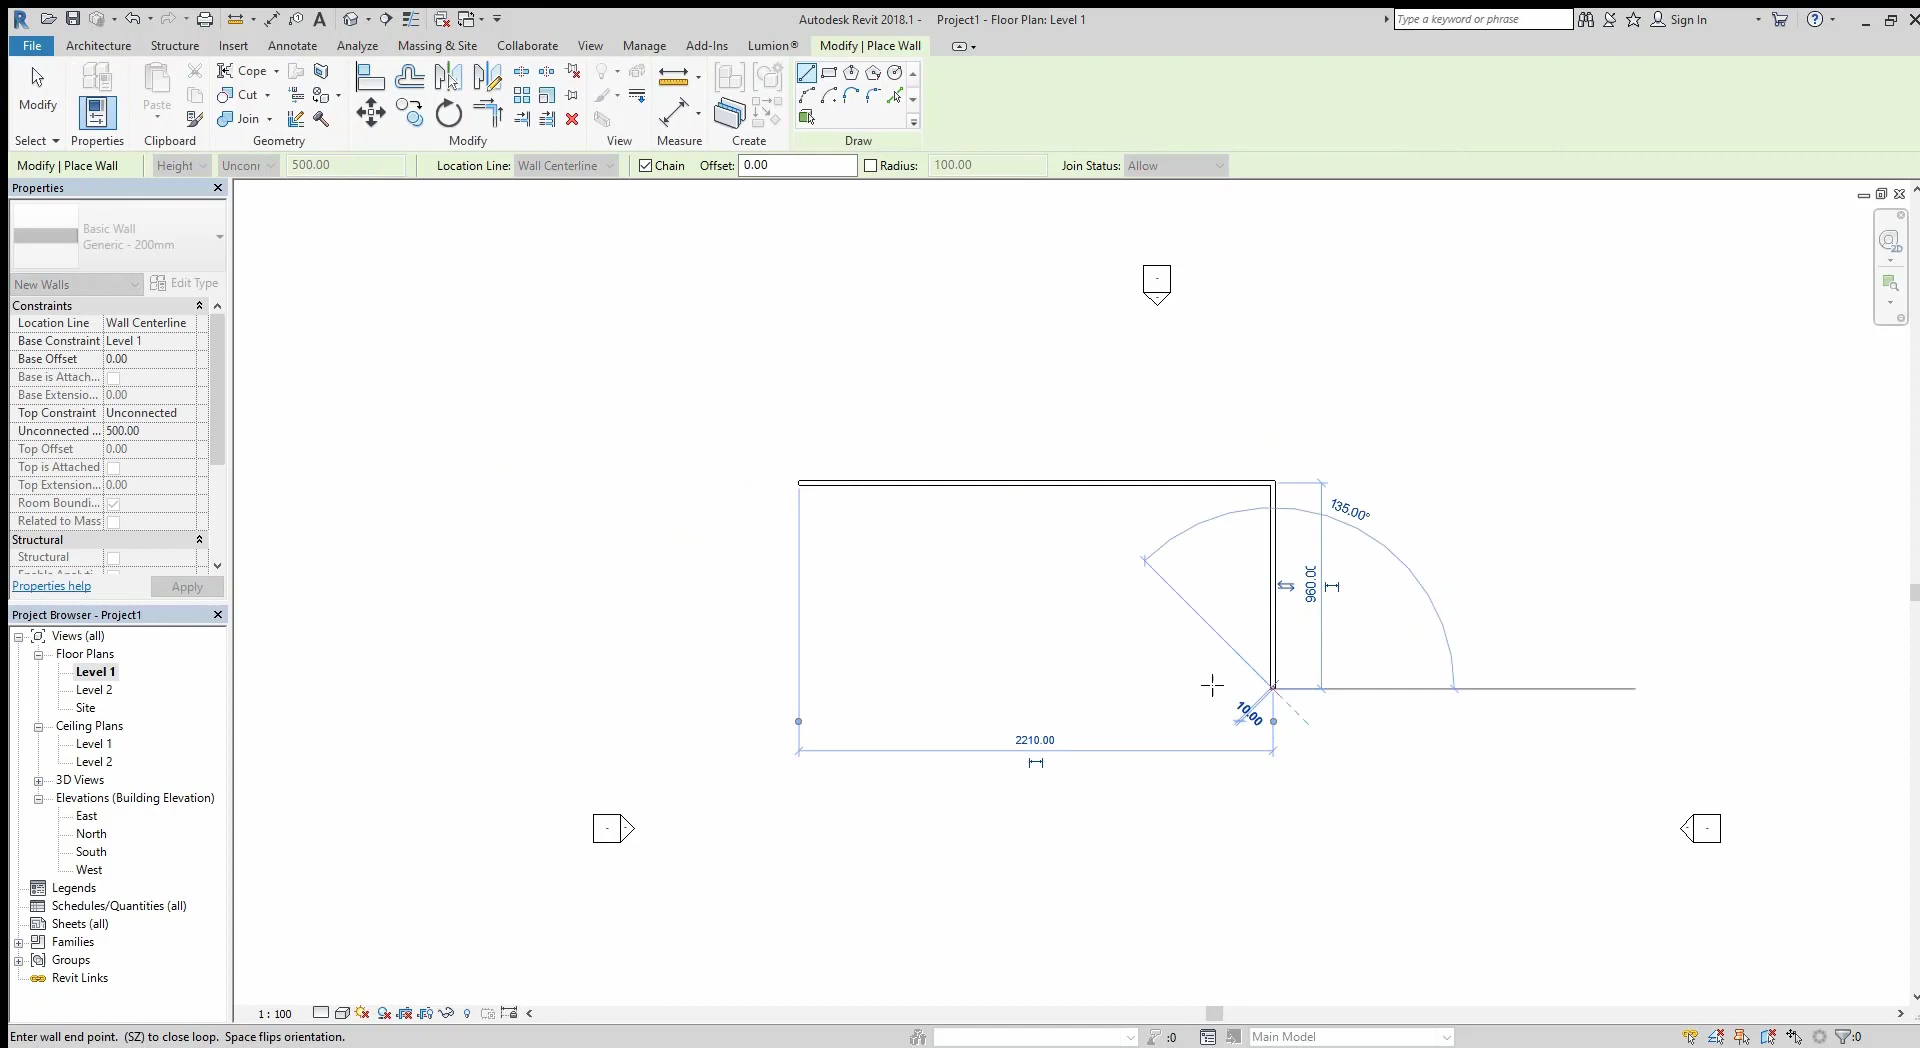 Autodesk Revit 2018.1 - Project1 - Floor Plan: Level 1
Type a keyword or phrase
Sign In
File Architecture Structure Insert Annotate Analyze Massing & Site Collaborate View Manage Add-Ins Lumion® Modify | Place Wall
Modify
Paste
Cope
Cut
Join
Select Properties Clipboard Geometry Modify View Measure Create Draw
Modify | Place Wall Height Uncon 500.00 Location Line: Wall Centerline Chain Offset: 0.00 Radius: 100.00 Join Status: Allow
Properties
Basic Wall
Generic - 200mm
New Walls Edit Type
Constraints
Location Line Wall Centerline
Base Constraint Level 1
Base Offset 0.00
Base is Attach...
Base Extensio... 0.00
Top Constraint Unconnected
Unconnected ... 500.00
Top Offset 0.00
Top is Attached
Top Extension... 0.00
Room Boundi...
Related to Mass
Structural
Structural
Properties help Apply
Project Browser - Project1
Views (all)
Floor Plans
Level 1
Level 2
Site
Ceiling Plans
Level 1
Level 2
3D Views
Elevations (Building Elevation)
East
North
South
West
Legends
Schedules/Quantities (all)
Sheets (all)
Families
Groups
Revit Links
2D
135.00°
960.00
10.00
2210.00
1 : 100
Enter wall end point. (SZ) to close loop. Space flips orientation.
:0
Main Model
:0